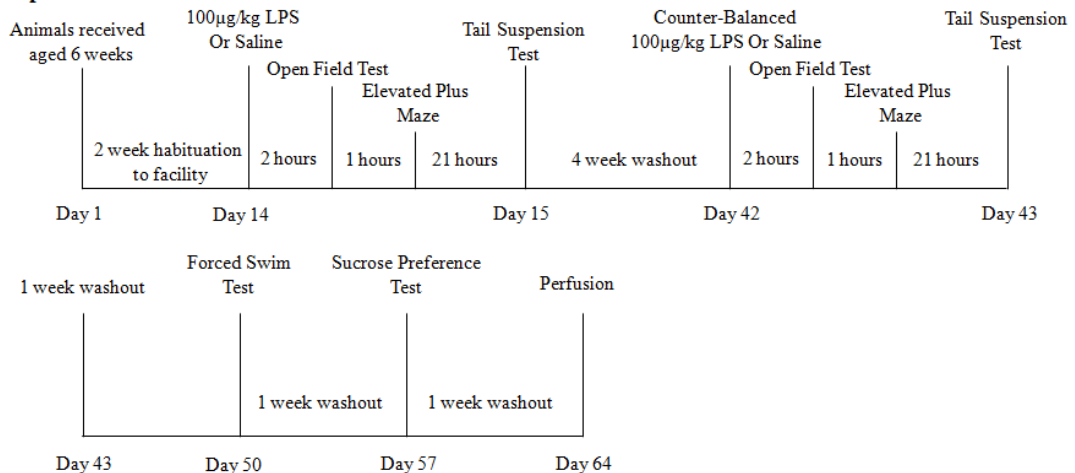 Animals received
aged 6 weeks
100µg/kg LPS
Or Saline
Open Field Test
Elevated Plus
Maze
Tail Suspension
Test
Counter-Balanced
100µg/kg LPS Or Saline
Open Field Test
Elevated Plus
Maze
Tail Suspension
Test
2 week habituation
to facility
2 hours
1 hours
21 hours
4 week washout
2 hours
1 hours
21 hours
Day 1
Day 14
Day 15
Day 42
Day 43
1 week washout
Forced Swim
Test
Sucrose Preference
Test
Perfusion
1 week washout
1 week washout
Day 43
Day 50
Day 57
Day 64